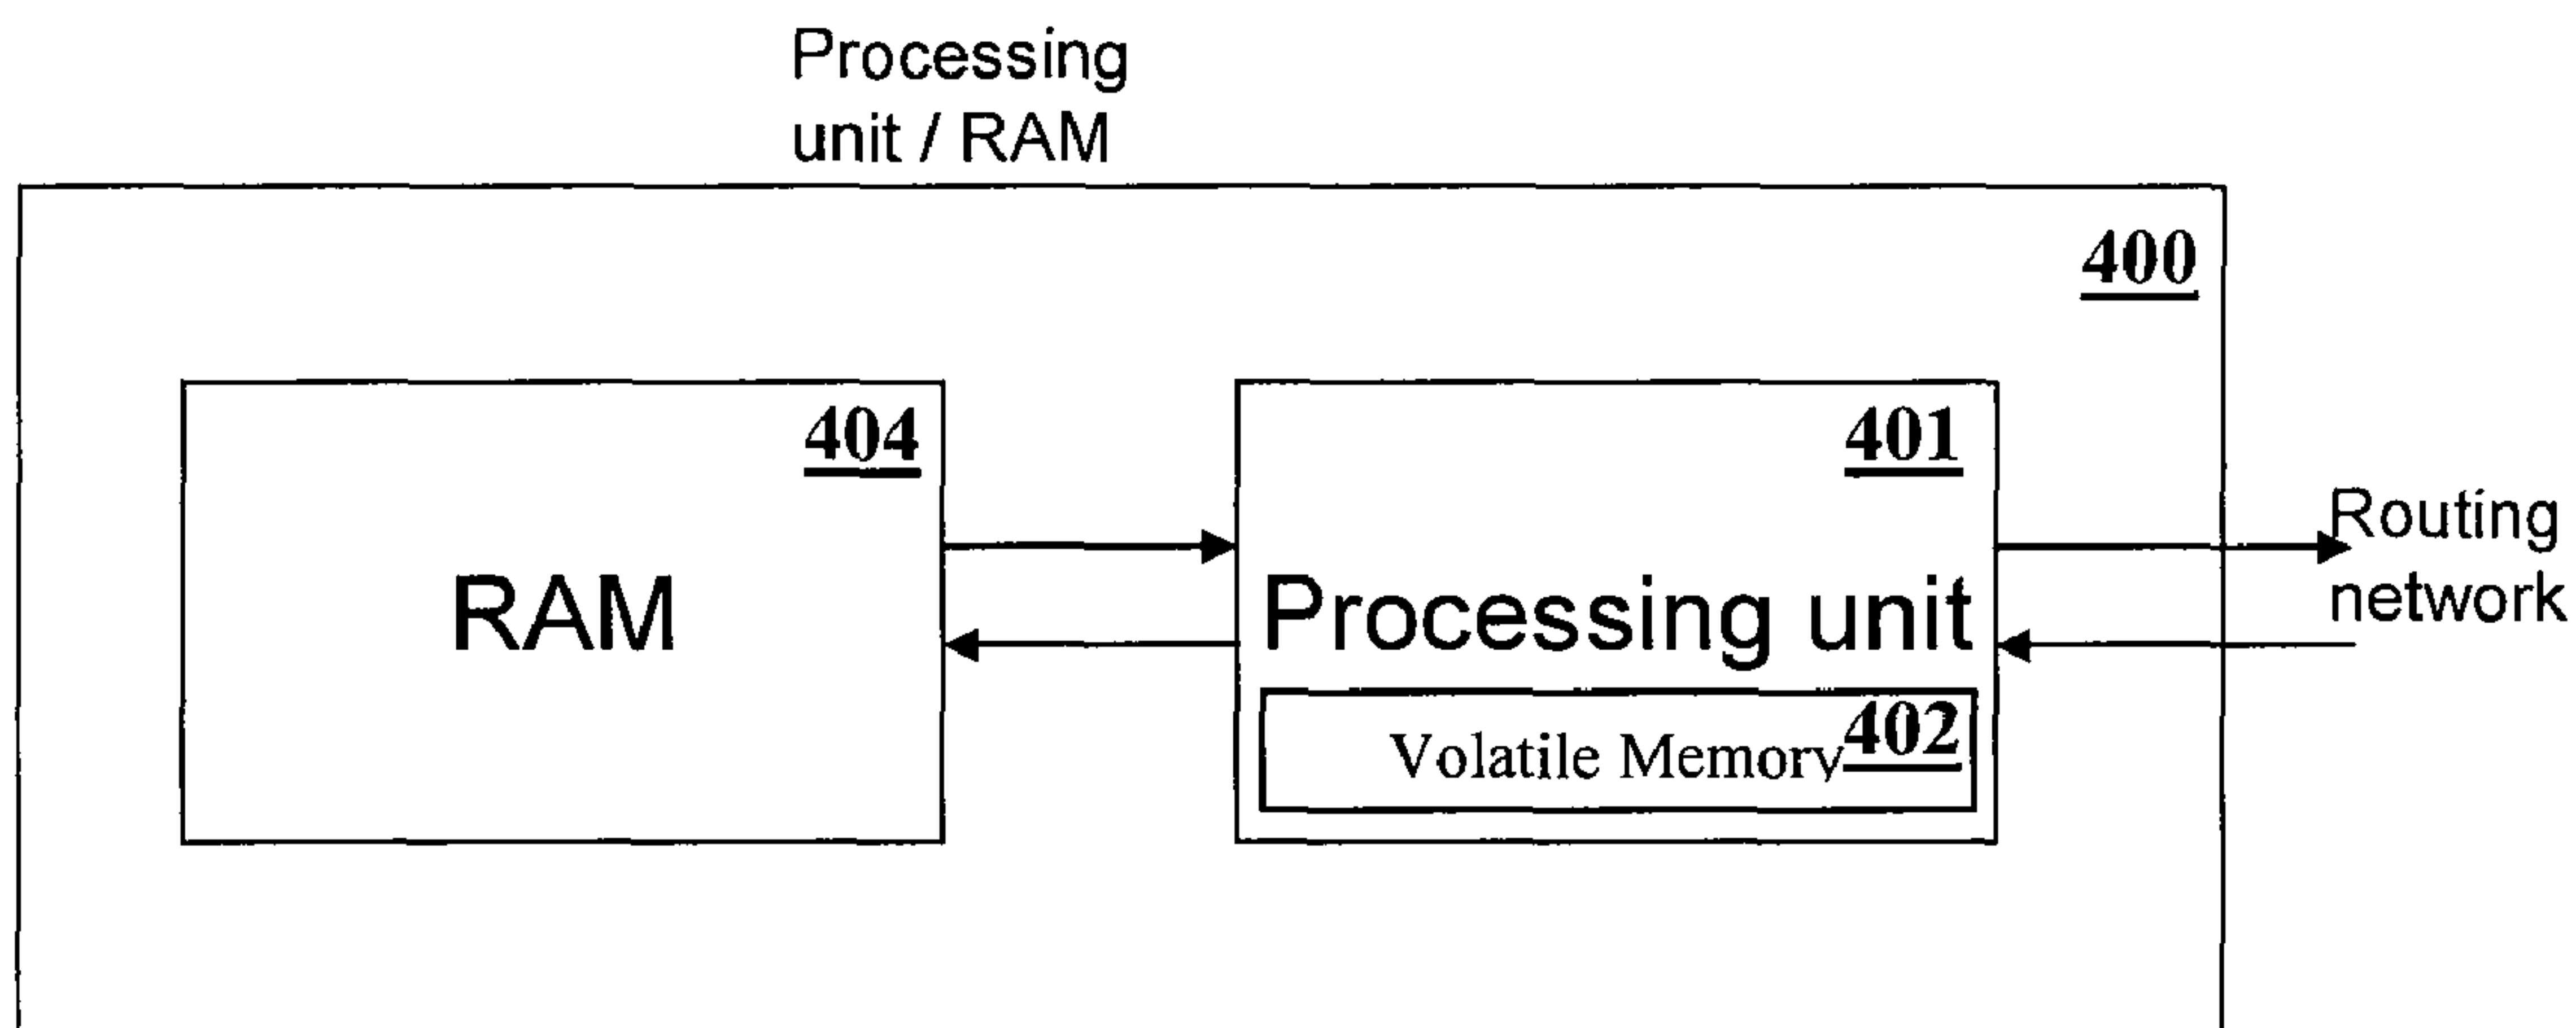 Processing
unit / RAM
400
404
401
RAM
Processing unit
Routing
network
Volatile Memory
402